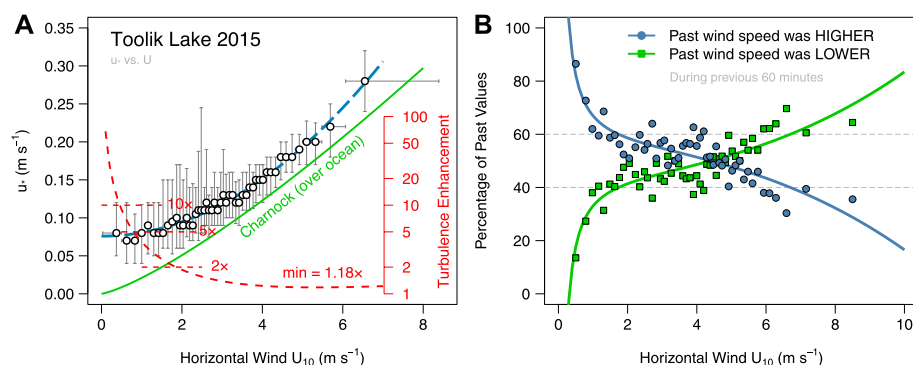 A
Toolik Lake 2015
u* vs. U
0.35
0.30
0.25
0.20
0.15
0.10
0.05
0.00
u* (m s⁻¹)
100
50
20
10
5
2
1
Turbulence Enhancement
10×
5×
2×
min = 1.18×
Charnock (over ocean)
0 2 4 6 8
Horizontal Wind U₁₀ (m s⁻¹)
B
Past wind speed was HIGHER
Past wind speed was LOWER
During previous 60 minutes
100
80
60
40
20
0
Percentage of Past Values
0 2 4 6 8 10
Horizontal Wind U₁₀ (m s⁻¹)